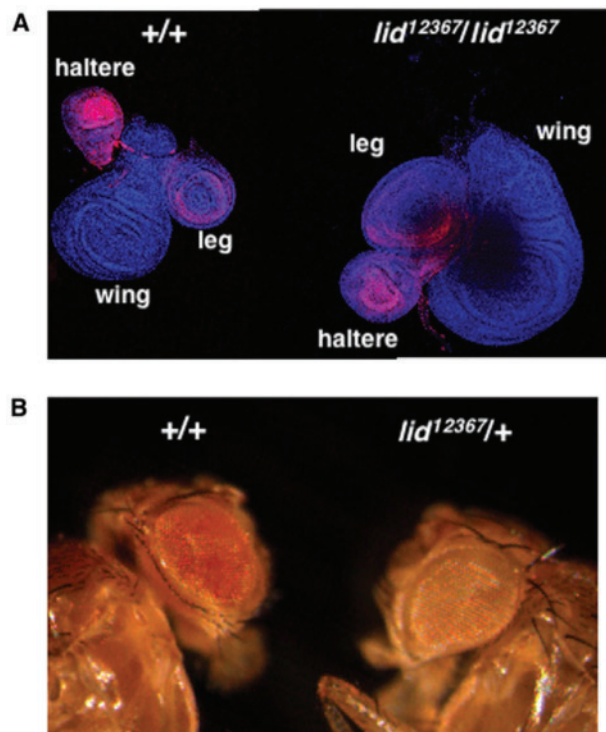 A
+/+
lid12367/lid12367
haltere
leg
wing
wing
leg
haltere
B
+/+
lid12367/+